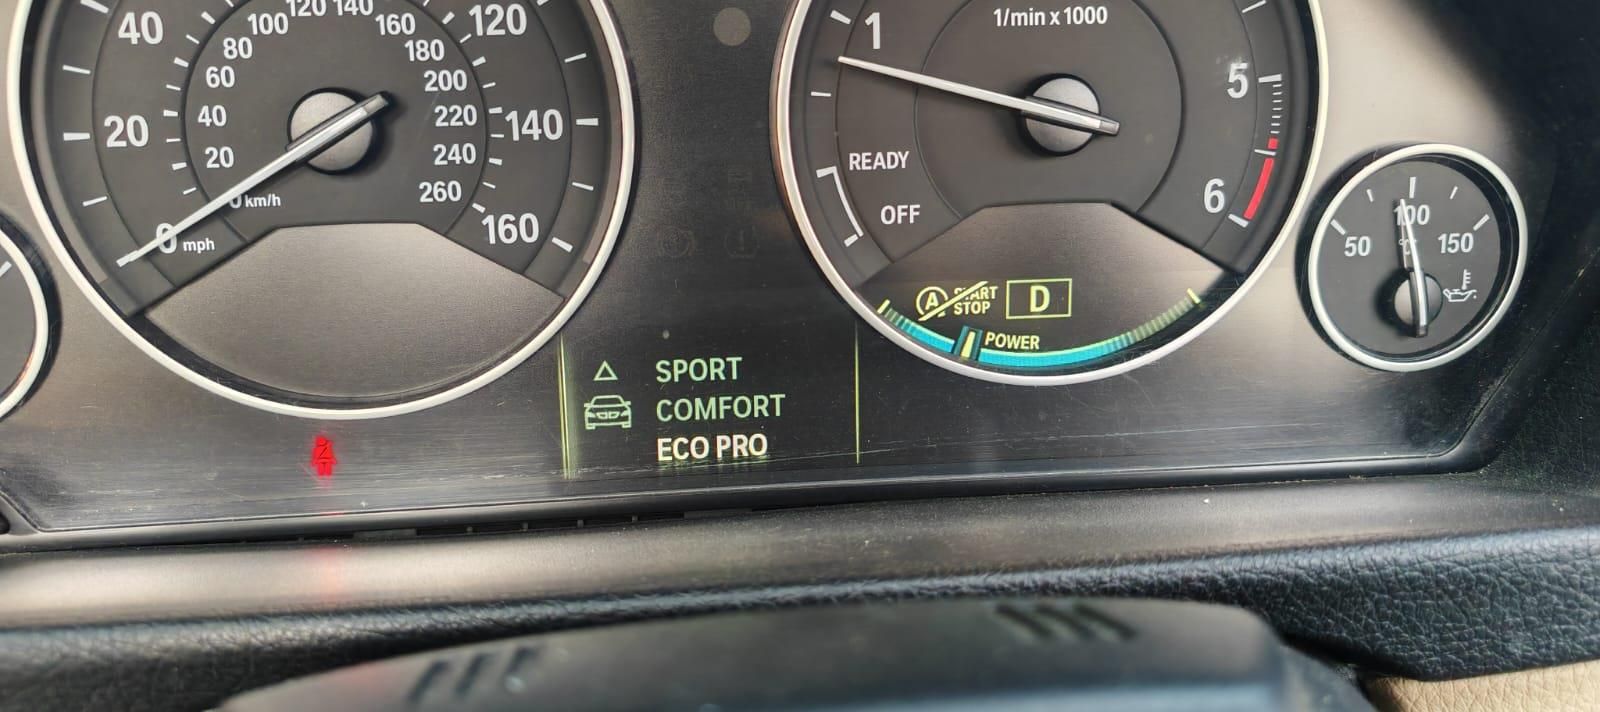 40
20
0 mph
120
140
160
120 140
100
160
80
180
60
200
40
220
20
240
0 km/h
260
1/min x 1000
1
5
6
READY
OFF
A START STOP
D
POWER
50
100
150
°C
SPORT
COMFORT
ECO PRO